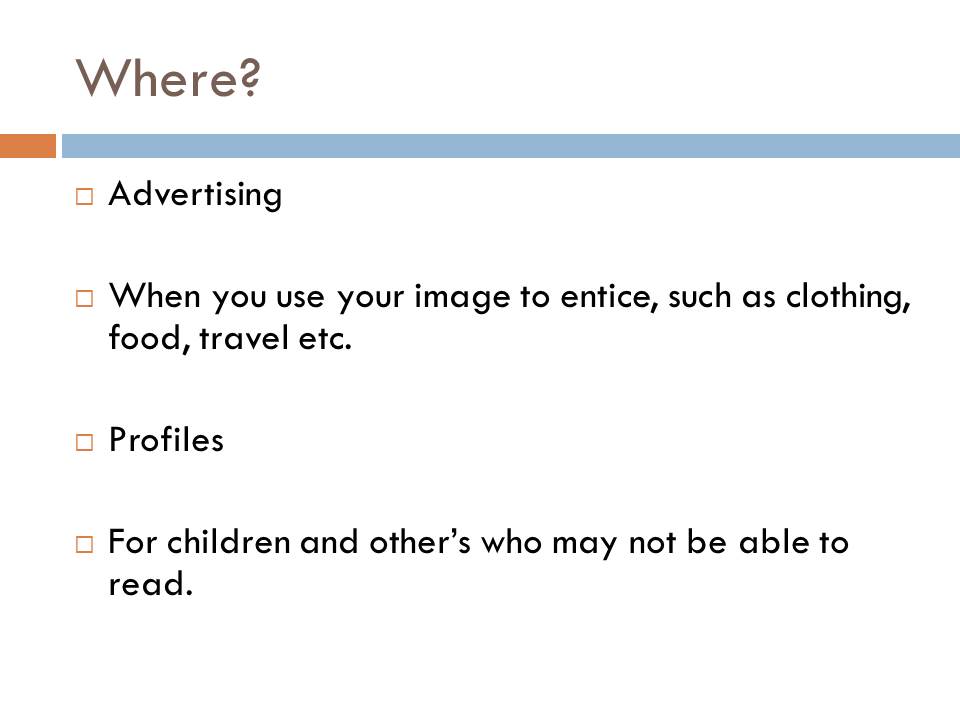 Where?
Advertising
When you use your image to entice, such as clothing,
food, travel etc.
Profiles
For children and other’s who may not be able to
read.